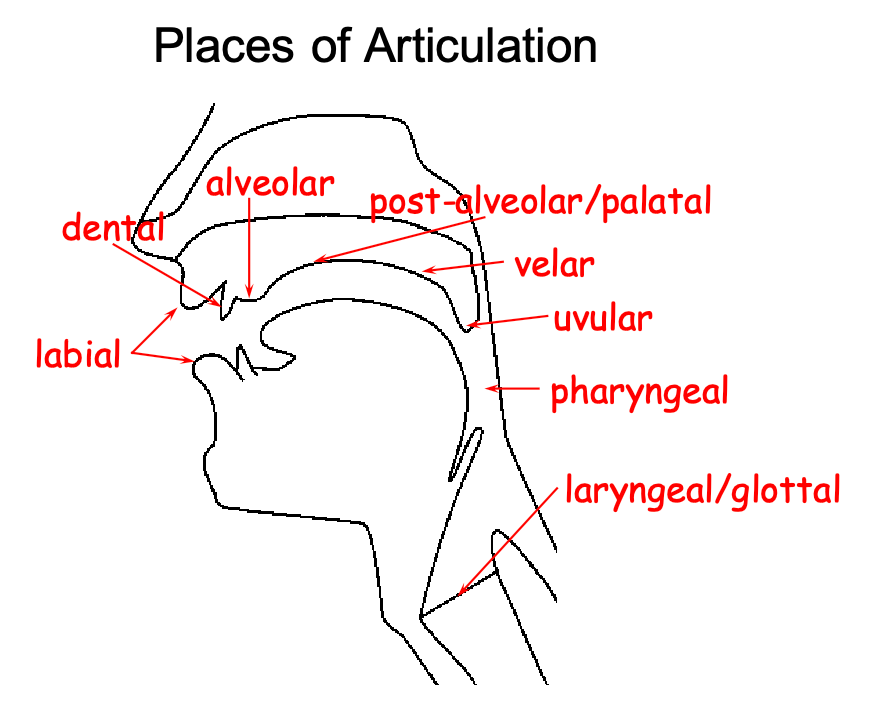 Places of Articulation
alveolar
post-alveolar/palatal
dental
velar
uvular
labial
pharyngeal
laryngeal/glottal